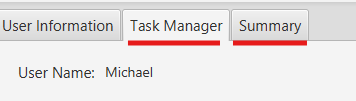 User Information Task Manager Summary
User Name: Michael